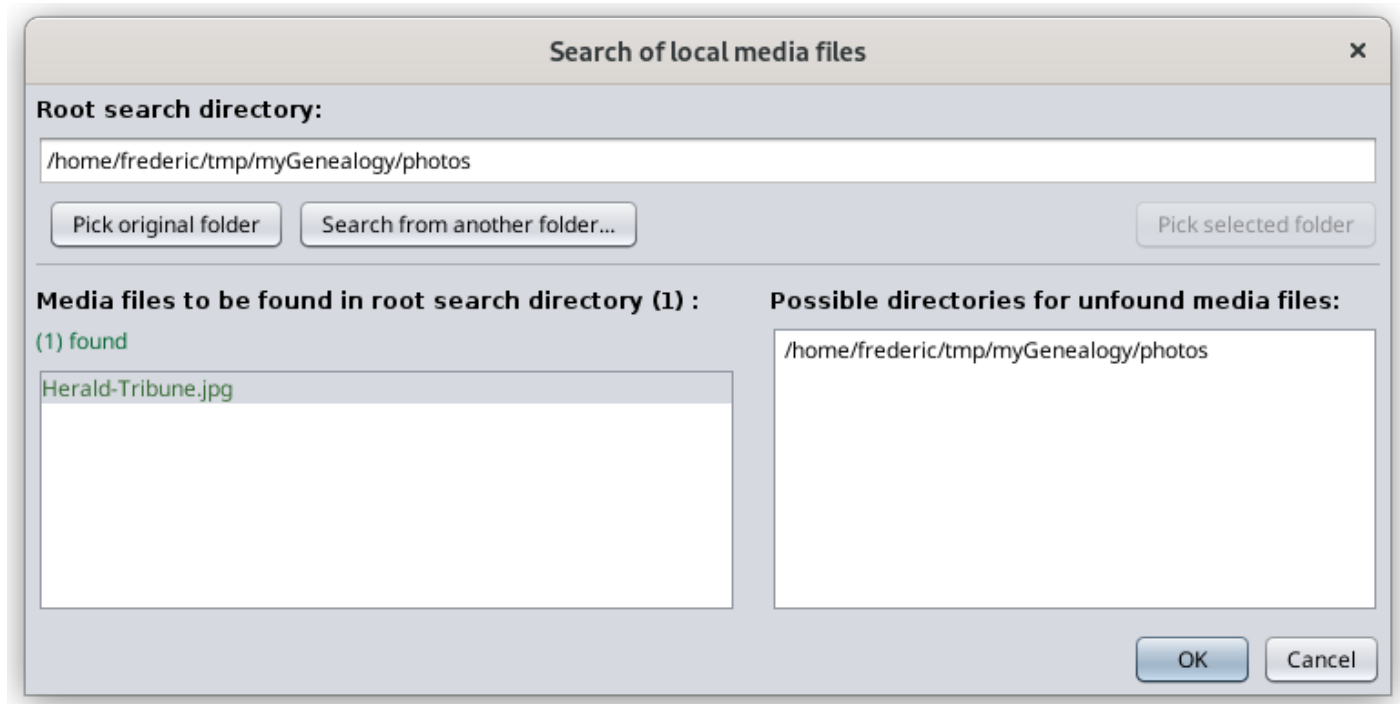 Search of local media files
×
Root search directory:
/home/frederic/tmp/myGenealogy/photos
Pick original folder
Search from another folder...
Pick selected folder
Media files to be found in root search directory (1) :
(1) found
Herald-Tribune.jpg
Possible directories for unfound media files:
/home/frederic/tmp/myGenealogy/photos
OK
Cancel